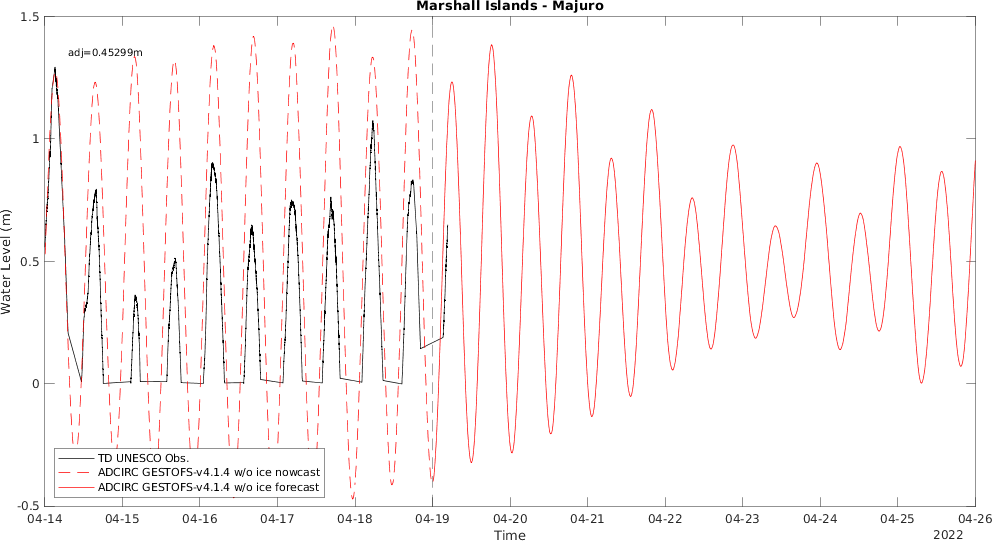 Marshall Islands - Majuro
adj=0.45299m
Water Level (m)
1.5
1
0.5
0
-0.5
TD UNESCO Obs.
ADCIRC GESTOFS-v4.1.4 w/o ice nowcast
ADCIRC GESTOFS-v4.1.4 w/o ice forecast
04-14 04-15 04-16 04-17 04-18 04-19 04-20 04-21 04-22 04-23 04-24 04-25 04-26
Time
2022